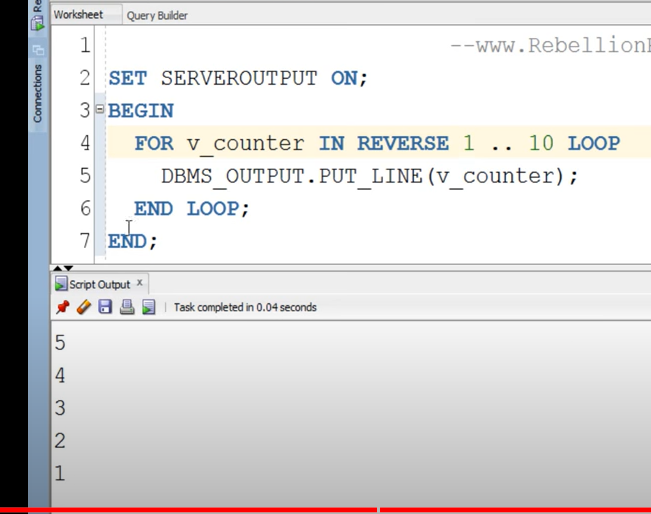 Worksheet Query Builder
Connections
1 --www.Rebellion
2 SET SERVEROUTPUT ON;
3 BEGIN
4 FOR v_counter IN REVERSE 1 .. 10 LOOP
5 DBMS_OUTPUT.PUT_LINE(v_counter);
6 END LOOP;
7 END;
Script Output x
Task completed in 0.04 seconds
5
4
3
2
1